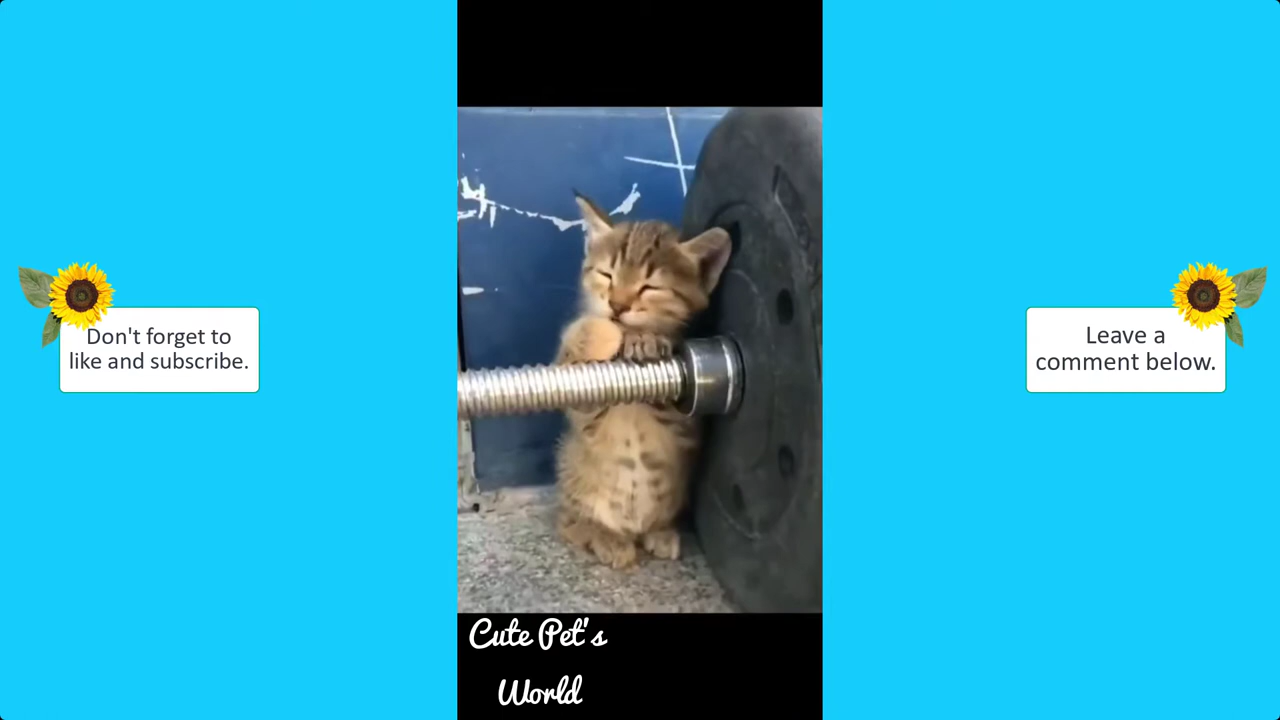 Don't forget to
like and subscribe.
Leave a
comment below.
Cute Pet's
World